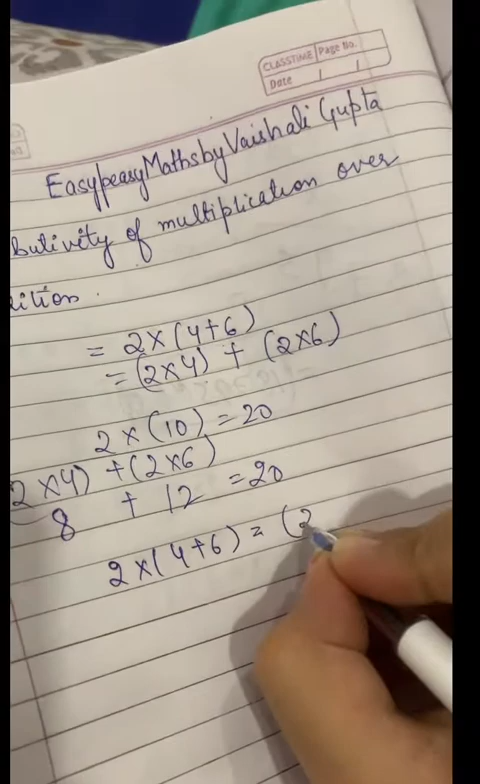 CLASSTIME Page No.
Date / /
EasypeasyMathsbyVaishali Gupta
butivity of multiplication over
ition.
= 2×(4+6)
= (2×4) + (2×6)
2×(10) = 20
2×4) + (2×6)
8 + 12 = 20
2×(4+6) = (2